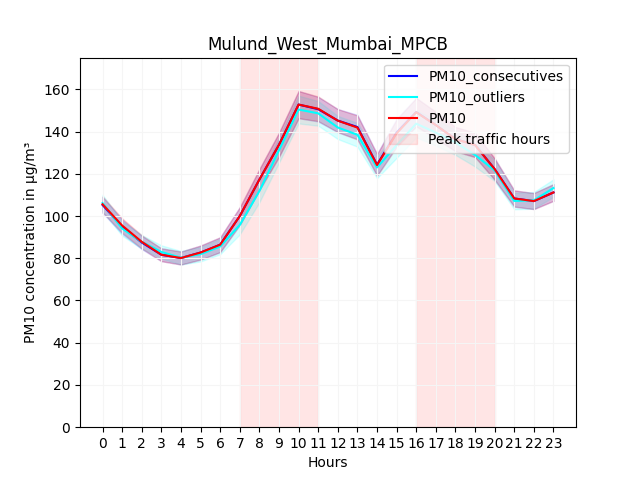 Mulund_West_Mumbai_MPCB
PM10_consecutives
PM10_outliers
PM10
Peak traffic hours
PM10 concentration in µg/m³
160
140
120
100
80
60
40
20
0
0 1 2 3 4 5 6 7 8 9 10 11 12 13 14 15 16 17 18 19 20 21 22 23
Hours